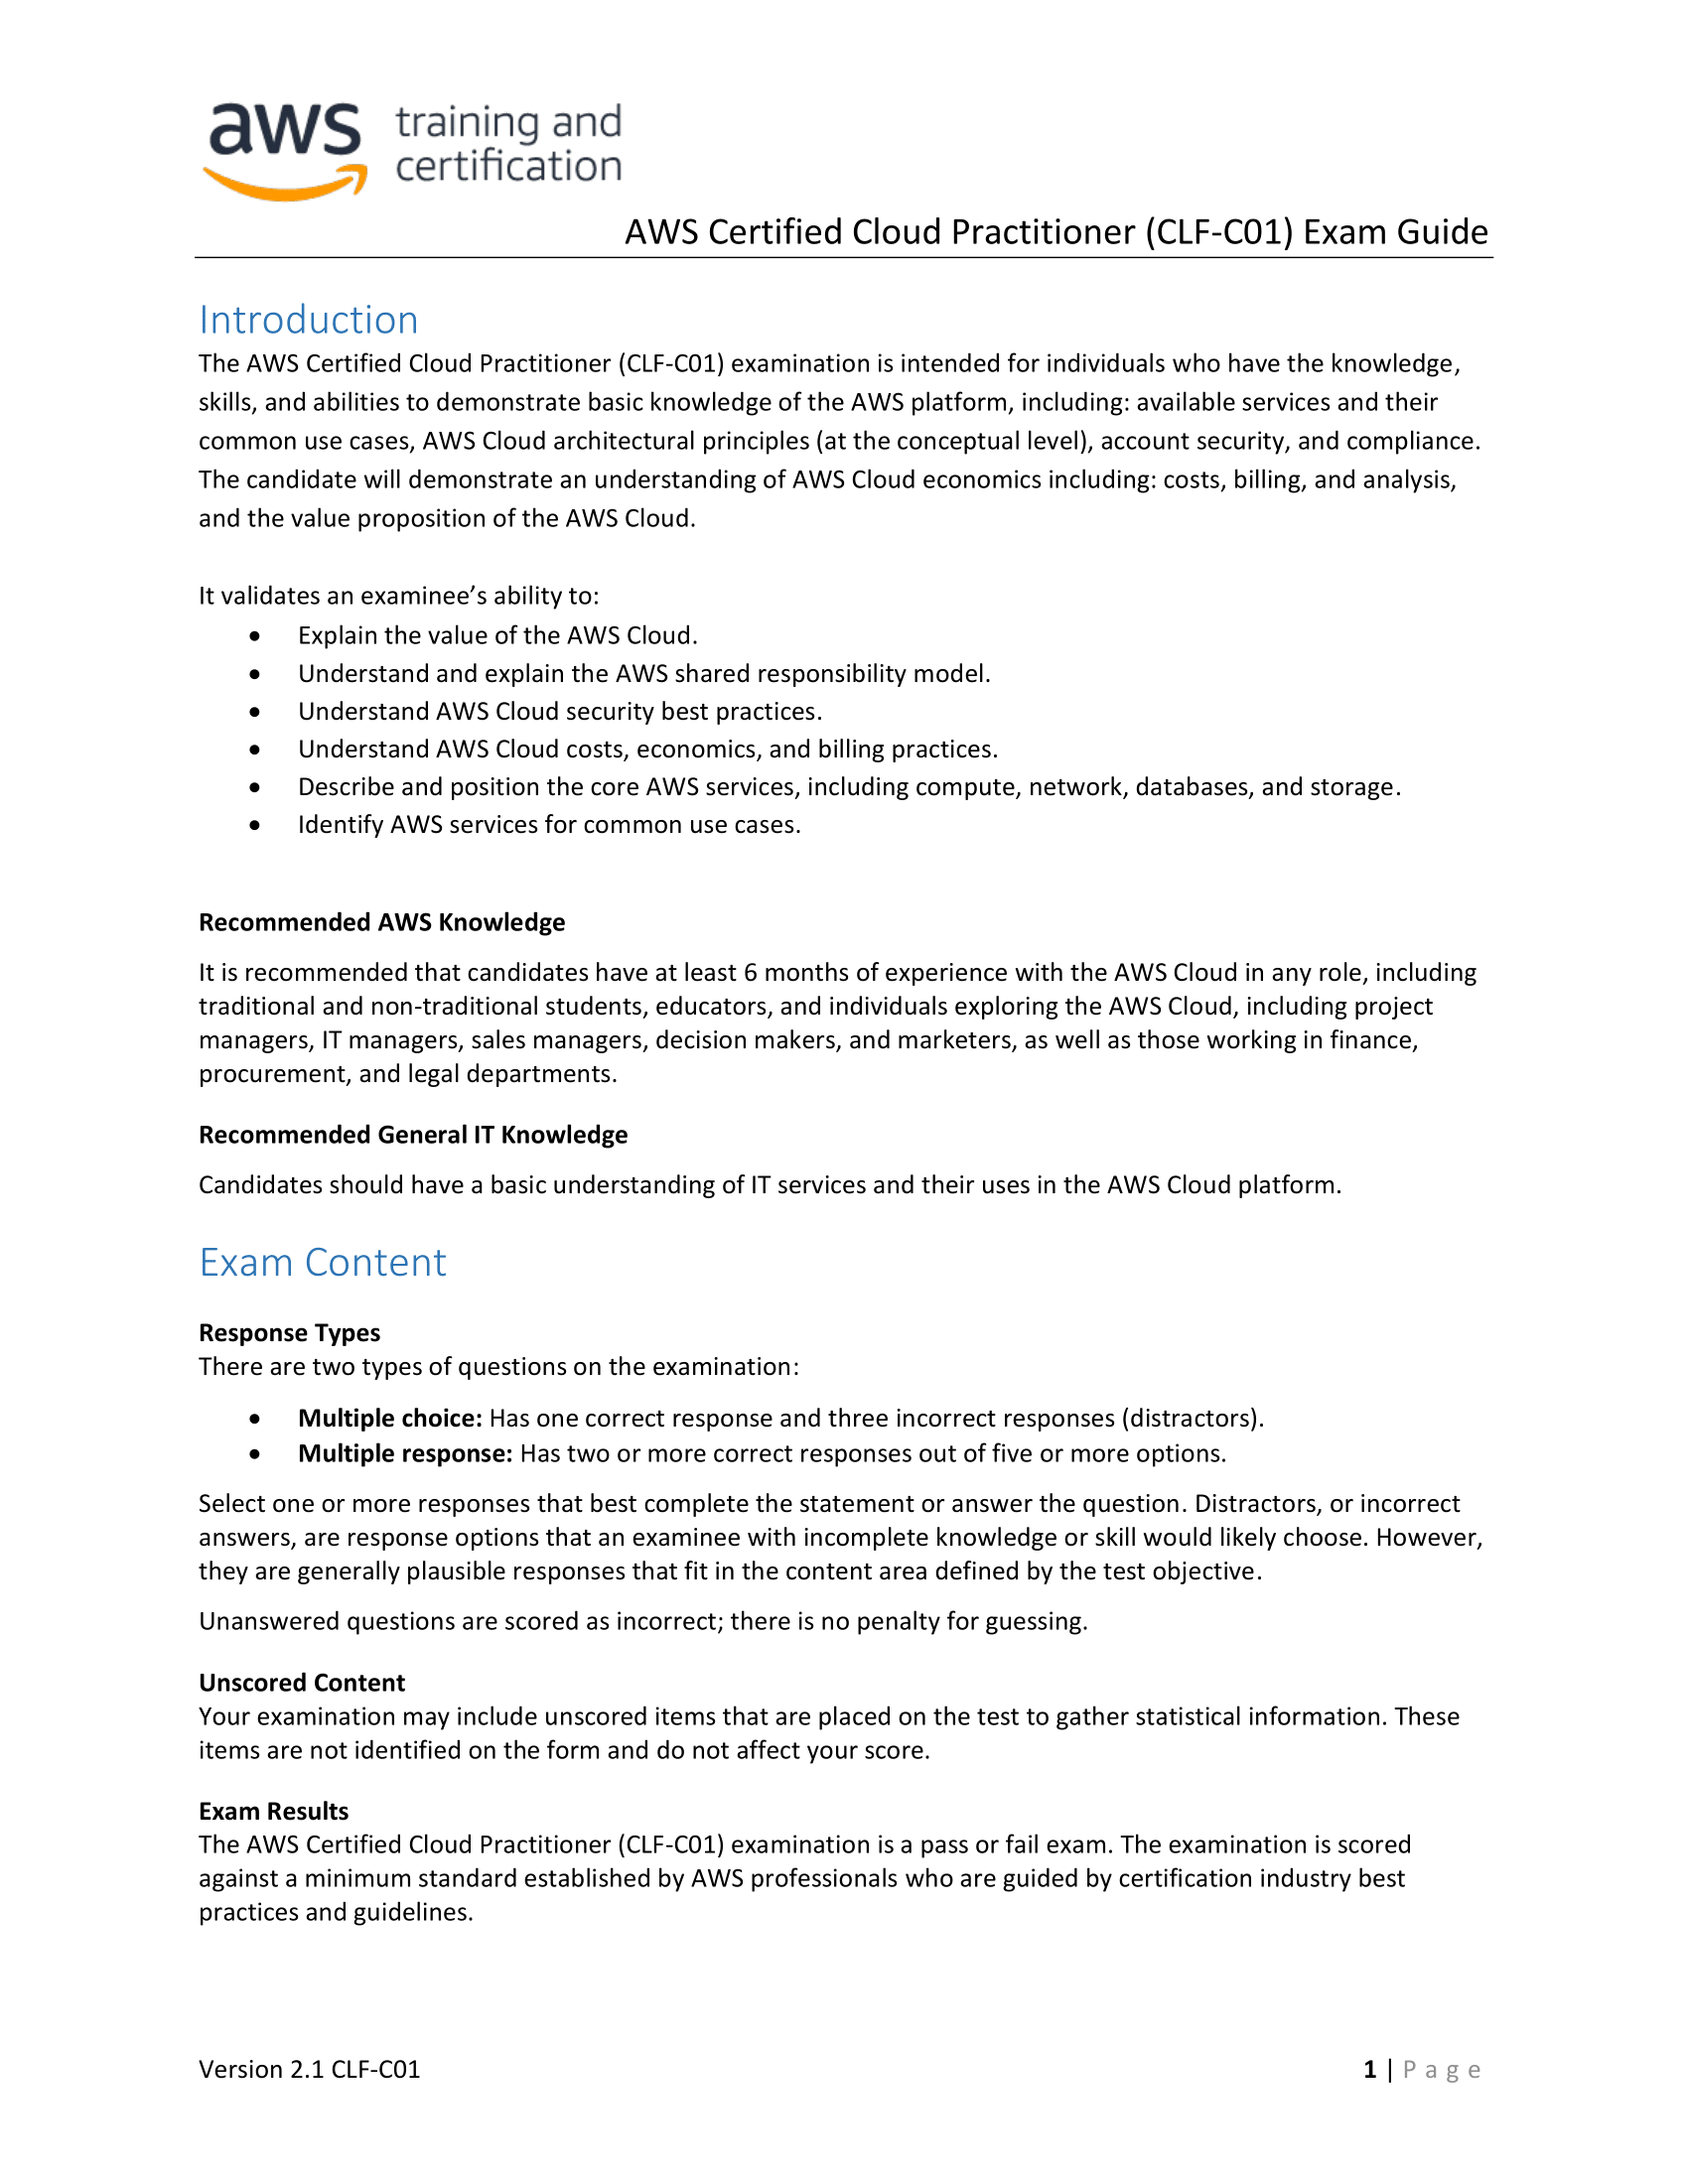 aws training and
certification
AWS Certified Cloud Practitioner (CLF-C01) Exam Guide
Introduction
The AWS Certified Cloud Practitioner (CLF-C01) examination is intended for individuals who have the knowledge,
skills, and abilities to demonstrate basic knowledge of the AWS platform, including: available services and their
common use cases, AWS Cloud architectural principles (at the conceptual level), account security, and compliance.
The candidate will demonstrate an understanding of AWS Cloud economics including: costs, billing, and analysis,
and the value proposition of the AWS Cloud.
It validates an examinee’s ability to:
• Explain the value of the AWS Cloud.
• Understand and explain the AWS shared responsibility model.
• Understand AWS Cloud security best practices.
• Understand AWS Cloud costs, economics, and billing practices.
• Describe and position the core AWS services, including compute, network, databases, and storage.
• Identify AWS services for common use cases.
Recommended AWS Knowledge
It is recommended that candidates have at least 6 months of experience with the AWS Cloud in any role, including
traditional and non-traditional students, educators, and individuals exploring the AWS Cloud, including project
managers, IT managers, sales managers, decision makers, and marketers, as well as those working in finance,
procurement, and legal departments.
Recommended General IT Knowledge
Candidates should have a basic understanding of IT services and their uses in the AWS Cloud platform.
Exam Content
Response Types
There are two types of questions on the examination:
• Multiple choice: Has one correct response and three incorrect responses (distractors).
• Multiple response: Has two or more correct responses out of five or more options.
Select one or more responses that best complete the statement or answer the question. Distractors, or incorrect
answers, are response options that an examinee with incomplete knowledge or skill would likely choose. However,
they are generally plausible responses that fit in the content area defined by the test objective.
Unanswered questions are scored as incorrect; there is no penalty for guessing.
Unscored Content
Your examination may include unscored items that are placed on the test to gather statistical information. These
items are not identified on the form and do not affect your score.
Exam Results
The AWS Certified Cloud Practitioner (CLF-C01) examination is a pass or fail exam. The examination is scored
against a minimum standard established by AWS professionals who are guided by certification industry best
practices and guidelines.
Version 2.1 CLF-C01 1 | Page